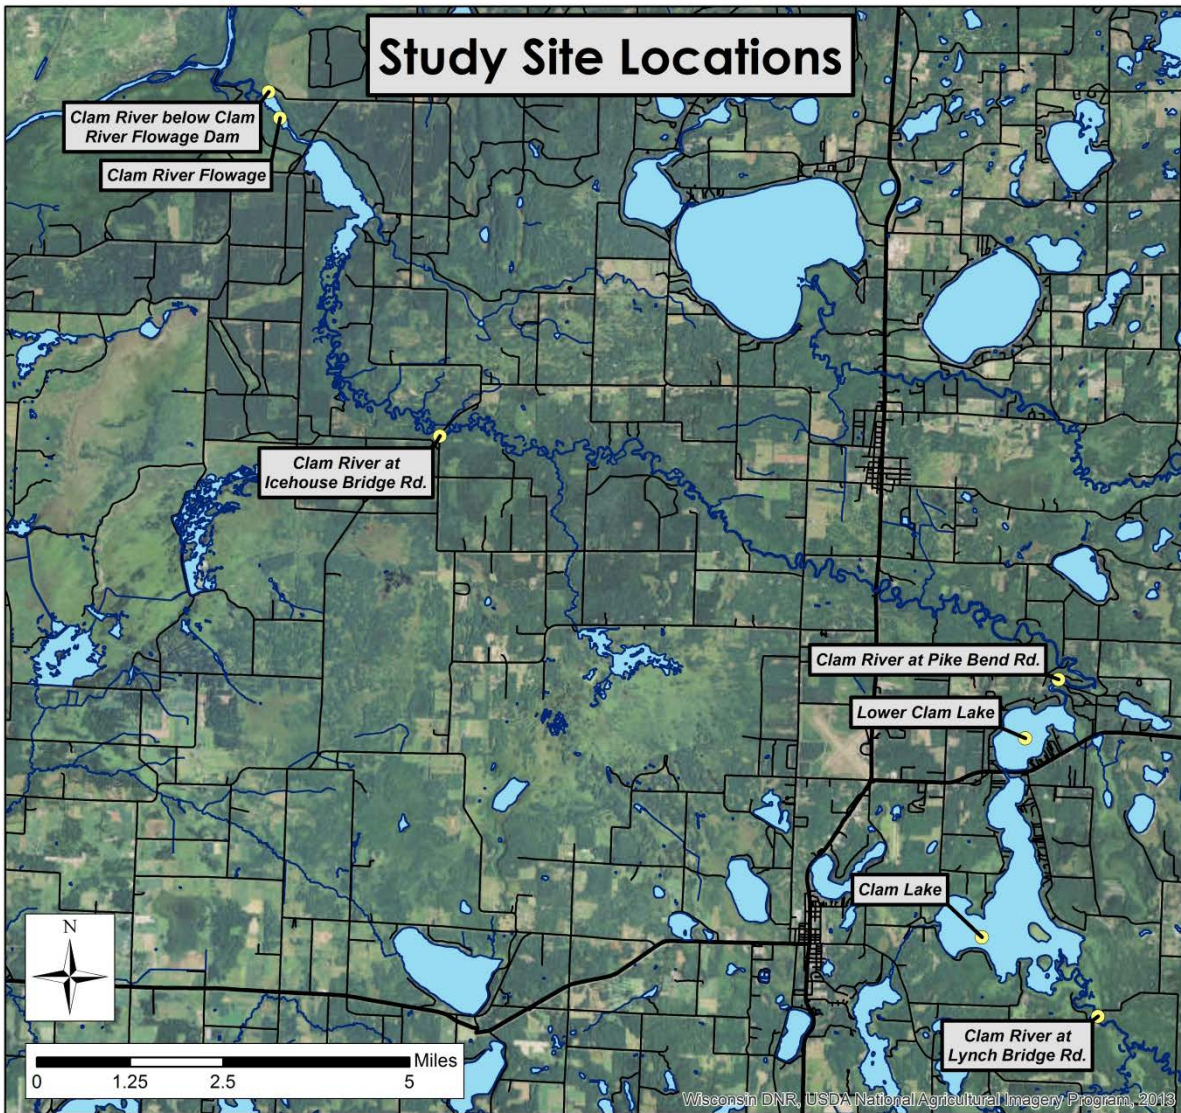 Study Site Locations
Clam River below Clam
River Flowage Dam
Clam River Flowage
Clam River at
Icehouse Bridge Rd.
Clam River at Pike Bend Rd.
Lower Clam Lake
Clam Lake
N
Clam River at
Lynch Bridge Rd.
Miles
0 1.25 2.5 5
Wisconsin DNR, USDA National Agricultural Imagery Program, 2013